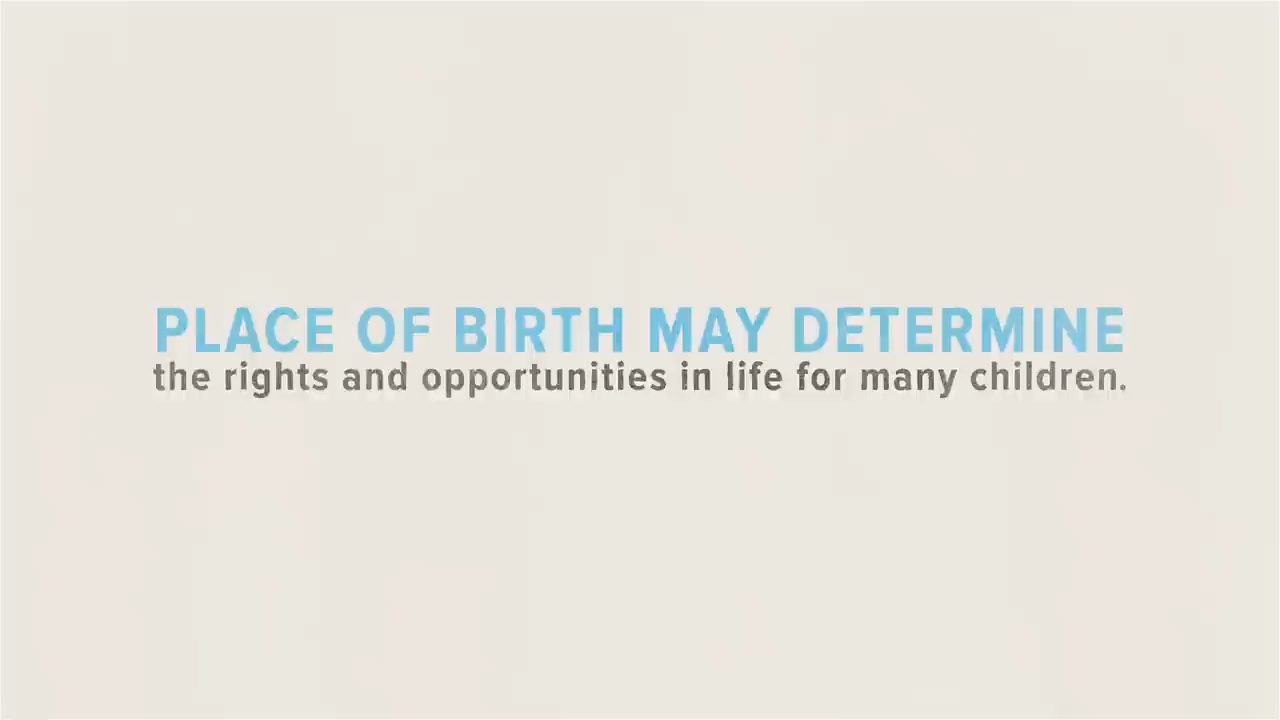 PLACE OF BIRTH MAY DETERMINE
the rights and opportunities in life for many children.